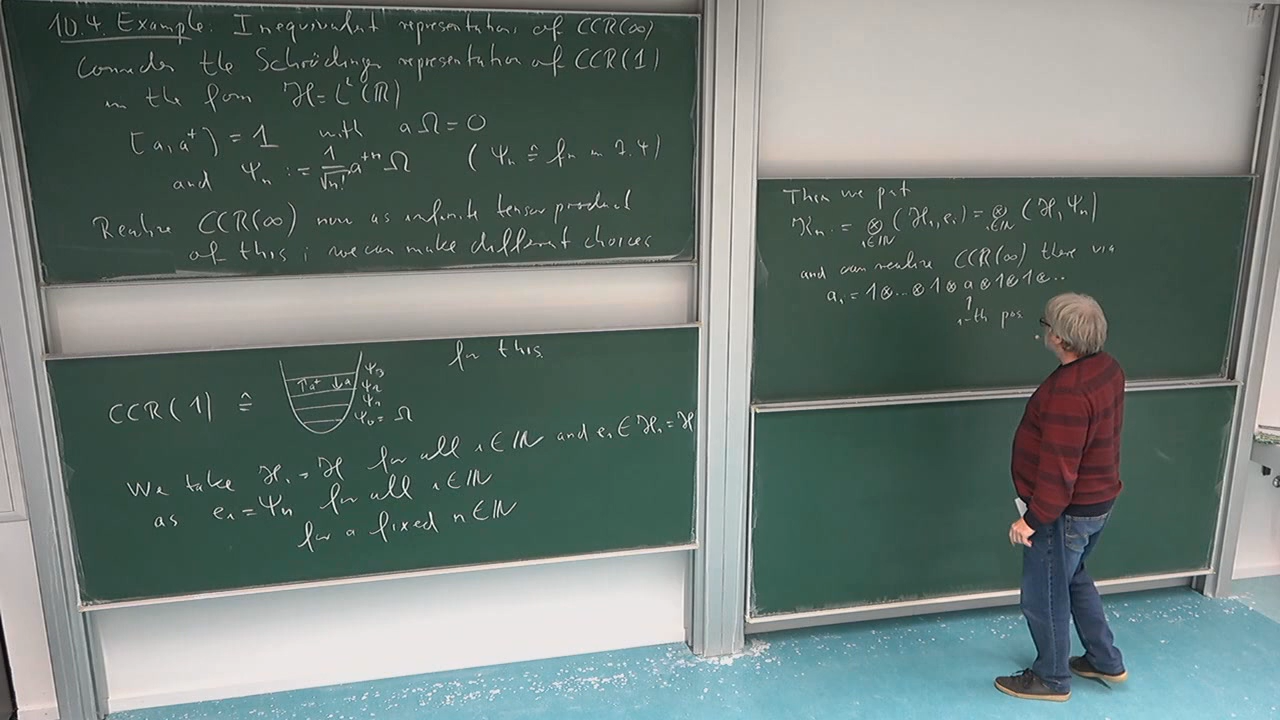 10.4. Example: Inequivalent representations of CCR(∞)
Consider the Schrödinger representation of CCR(1)
in the form ℋ = L²(ℝ)
[a, a⁺] = 1 with a Ω = 0
and Ψₙ := 1/√n! a⁺ⁿ Ω (Ψₙ ≙ fₙ in 7.4)
Realize CCR(∞) now as infinite tensor product
of this; we can make different choices
for this
CCR(1) ≙
↑a⁺ ↓a
Ψ₃
Ψ₂
Ψ₁
Ψ₀ = Ω
We take ℋᵢ = ℋ for all i ∈ ℕ and eᵢ ∈ ℋᵢ = ℋ
as eᵢ = Ψₙ for all i ∈ ℕ
for a fixed n ∈ ℕ
Then we put
𝒦ₙ := ⊗_{i∈ℕ} (ℋᵢ, eᵢ) = ⊗_{i∈ℕ} (ℋ, Ψₙ)
and can realize CCR(∞) there via
aᵢ = 1⊗...⊗1⊗a⊗1⊗1⊗...
↑
i-th pos.